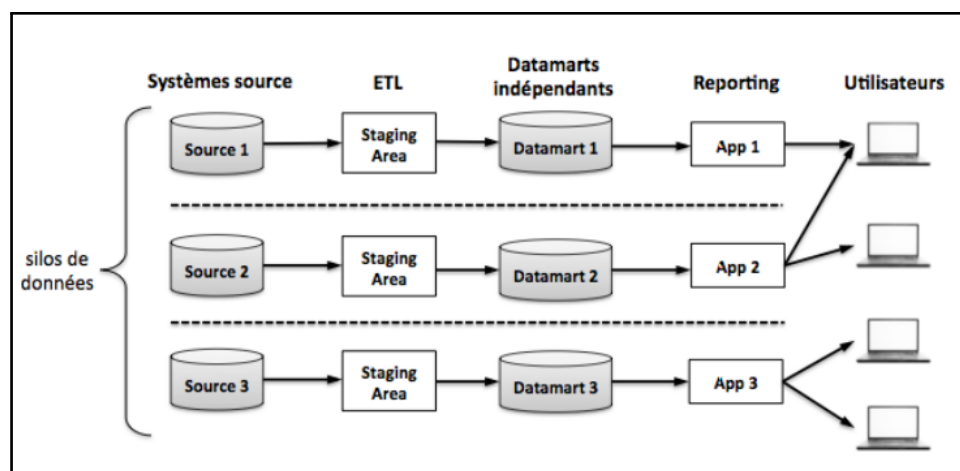 Systèmes source
ETL
Datamarts
indépendants
Reporting
Utilisateurs
silos de
données
Source 1
Staging
Area
Datamart 1
App 1
Source 2
Staging
Area
Datamart 2
App 2
Source 3
Staging
Area
Datamart 3
App 3